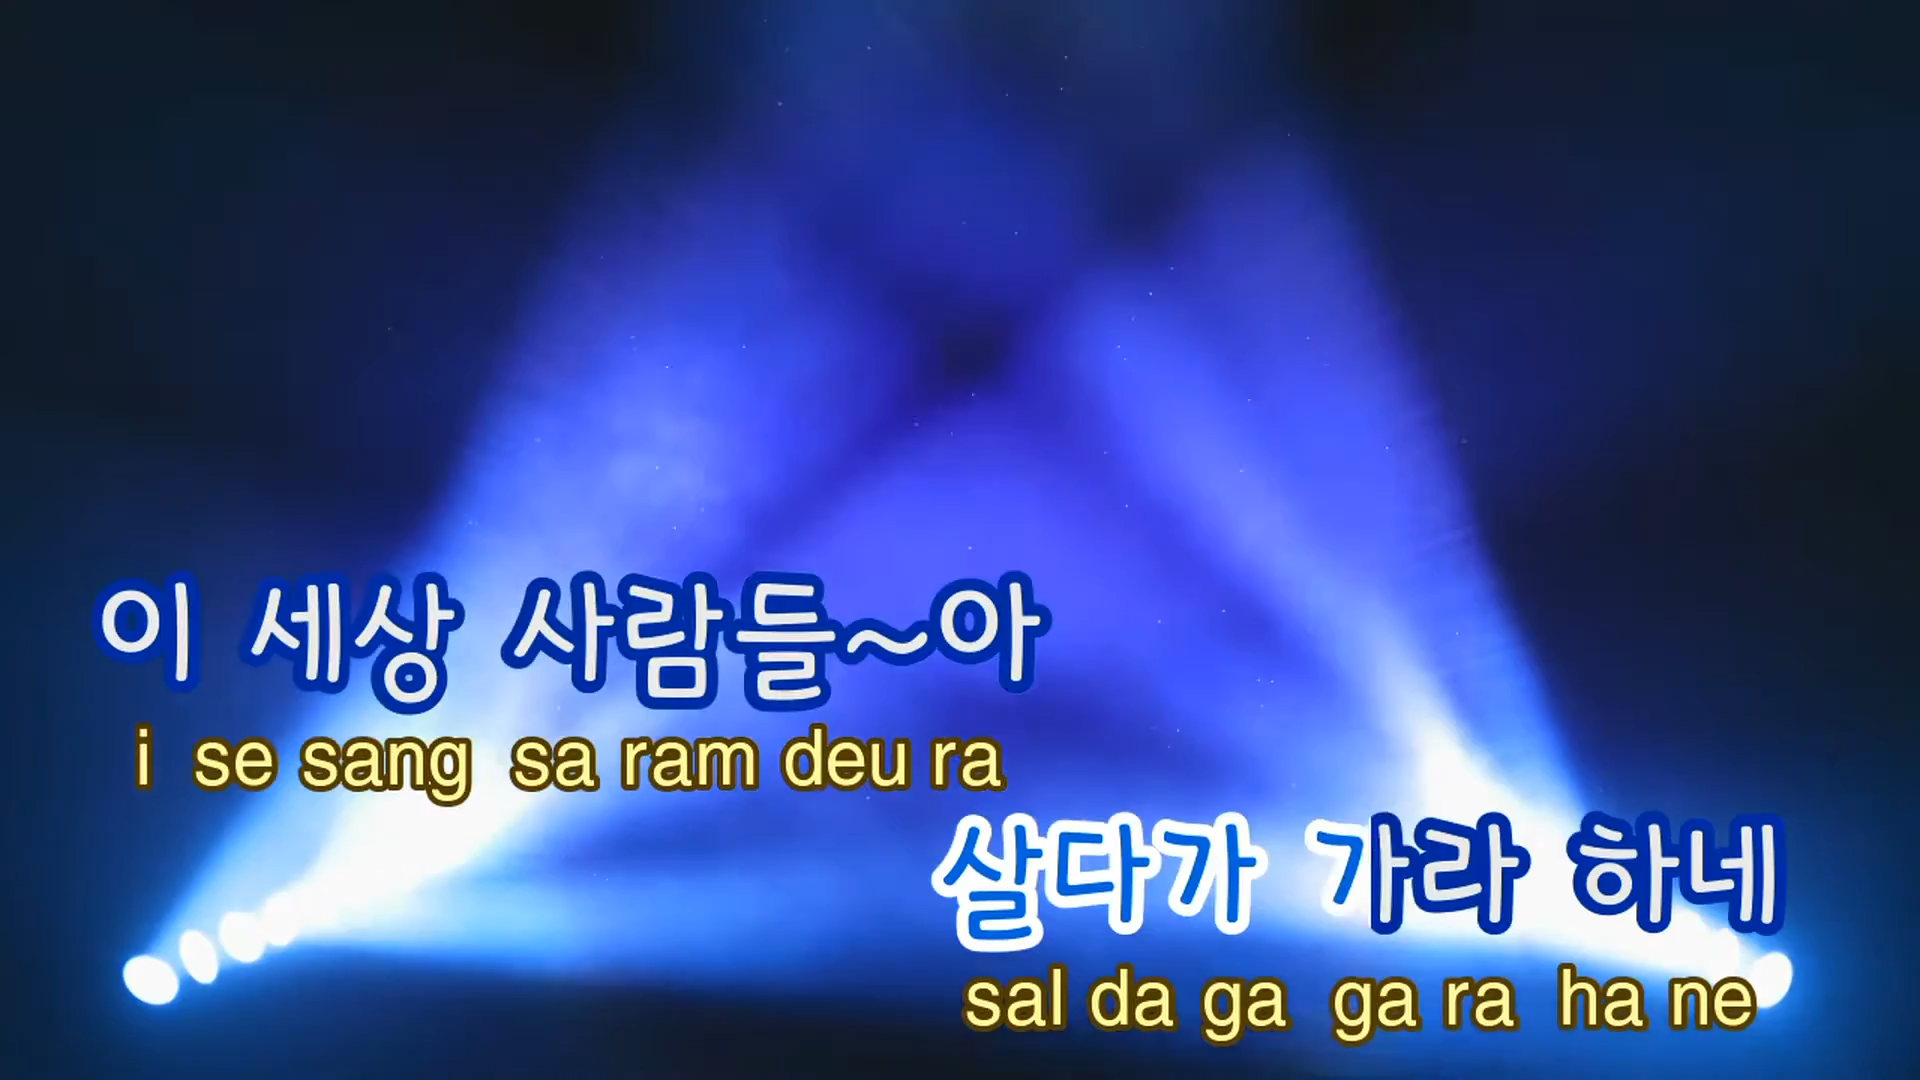 이 세상 사람들~아
i se sang sa ram deu ra
살다가 가라 하네
sal da ga ga ra ha ne